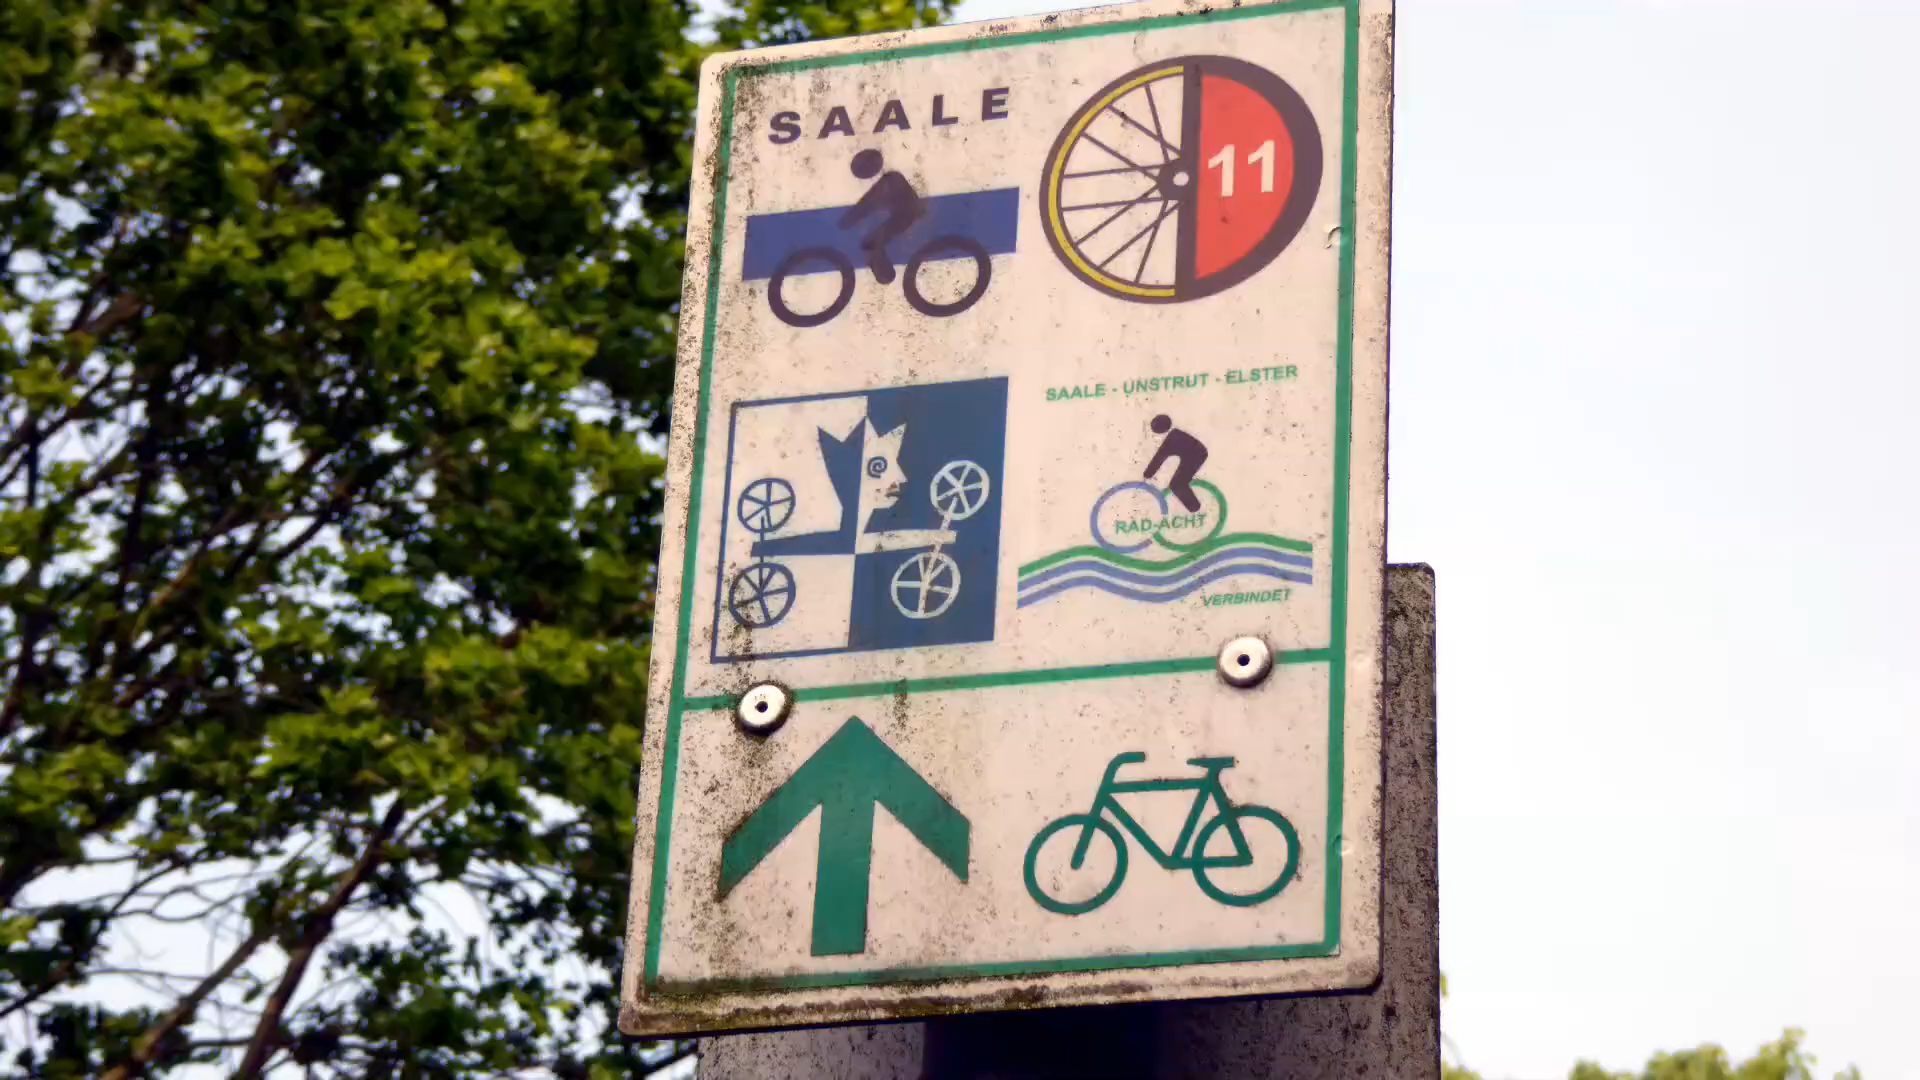 SAALE
11
SAALE - UNSTRUT - ELSTER
RAD-ACHT
VERBINDET